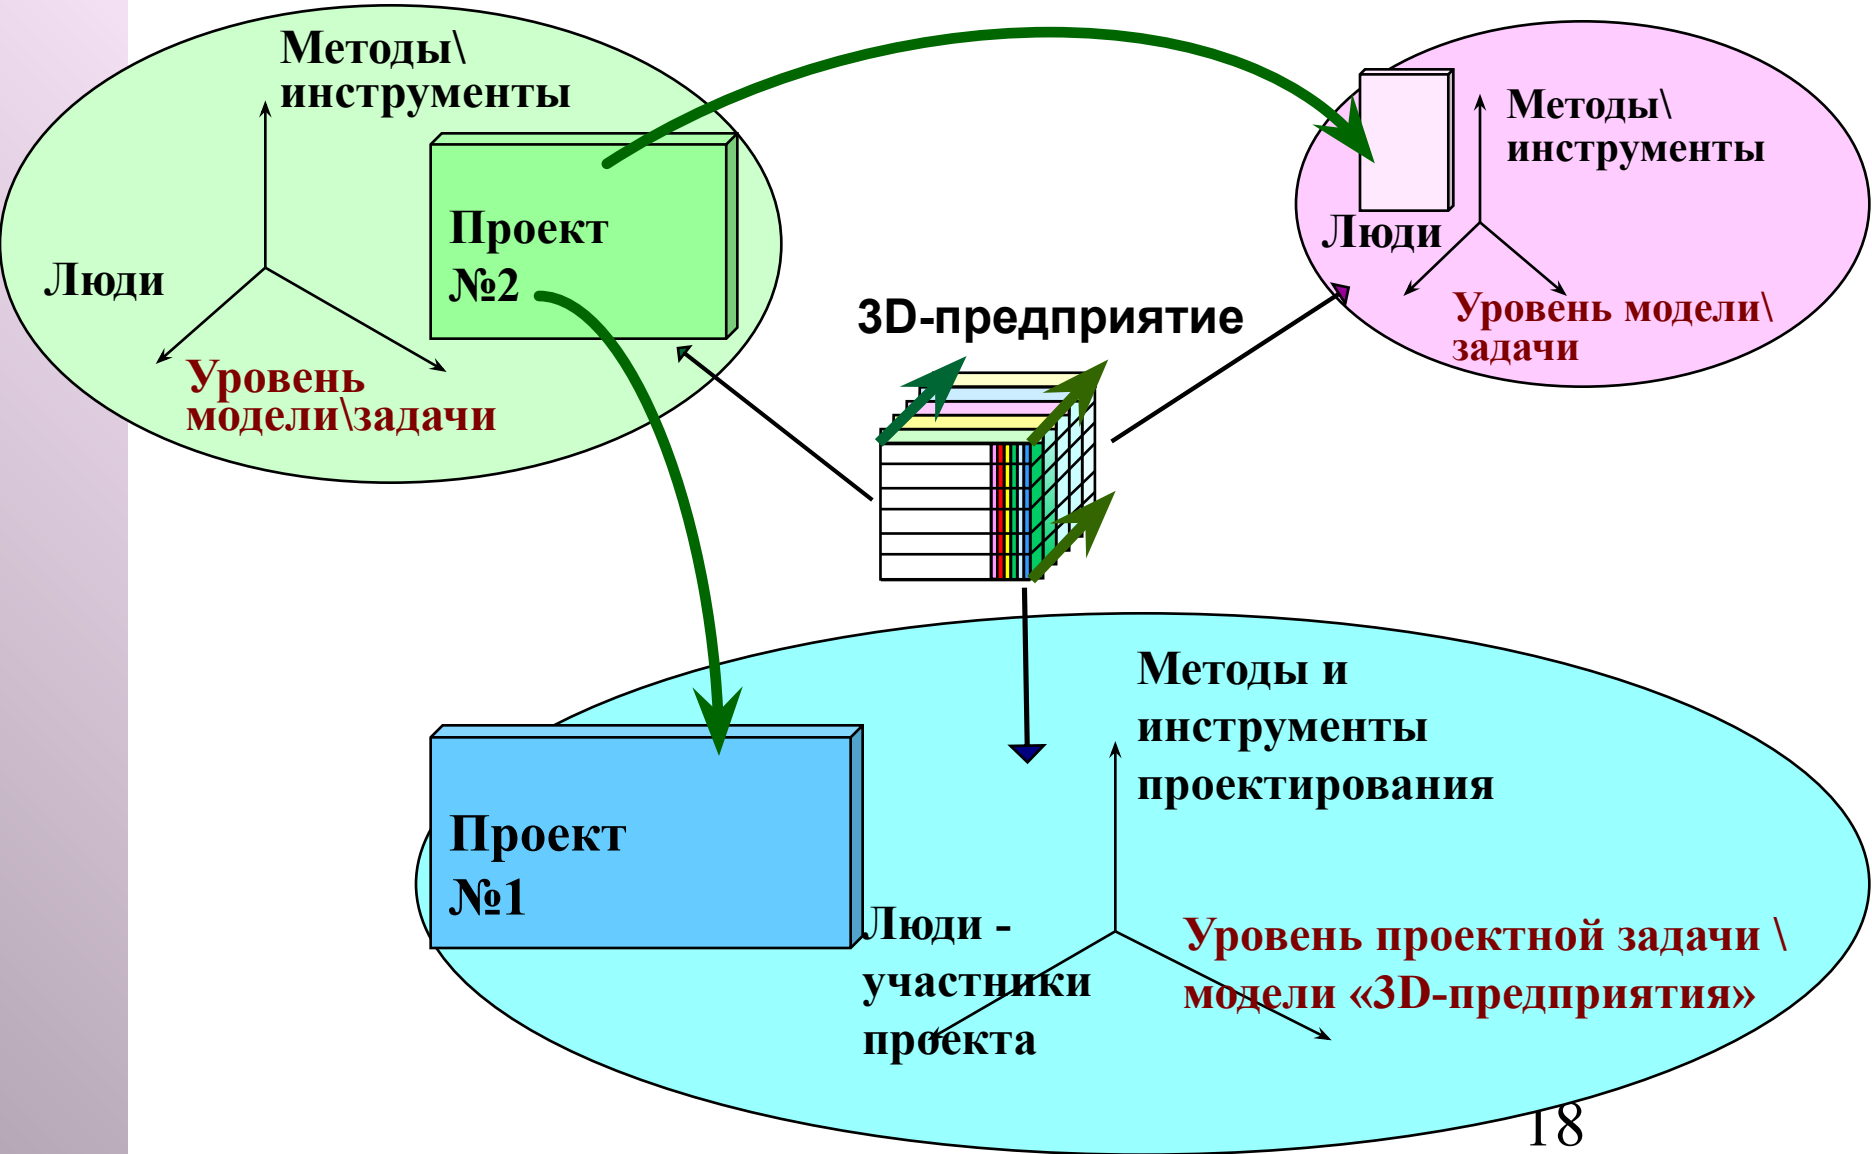 Методы\
инструменты
Люди
Проект
№2
Уровень
модели\задачи
Методы\
инструменты
Люди
Уровень модели\
задачи
3D-предприятие
Методы и
инструменты
проектирования
Проект
№1
Люди -
участники
проекта
Уровень проектной задачи \
модели «3D-предприятия»
18